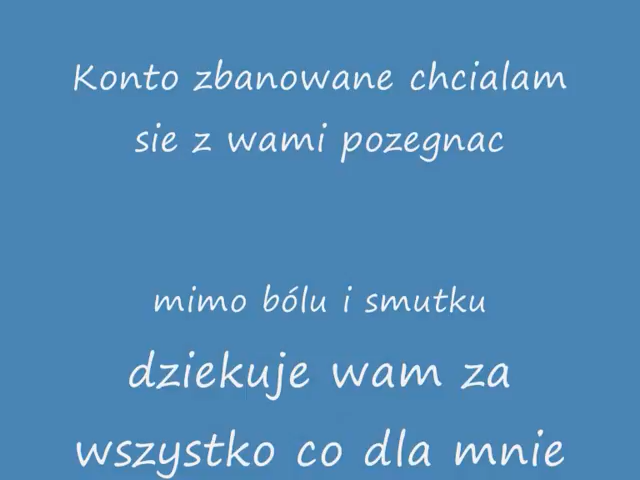 Konto zbanowane chcialam
sie z wami pozegnac
mimo bólu i smutku
dziekuje wam za
wszystko co dla mnie